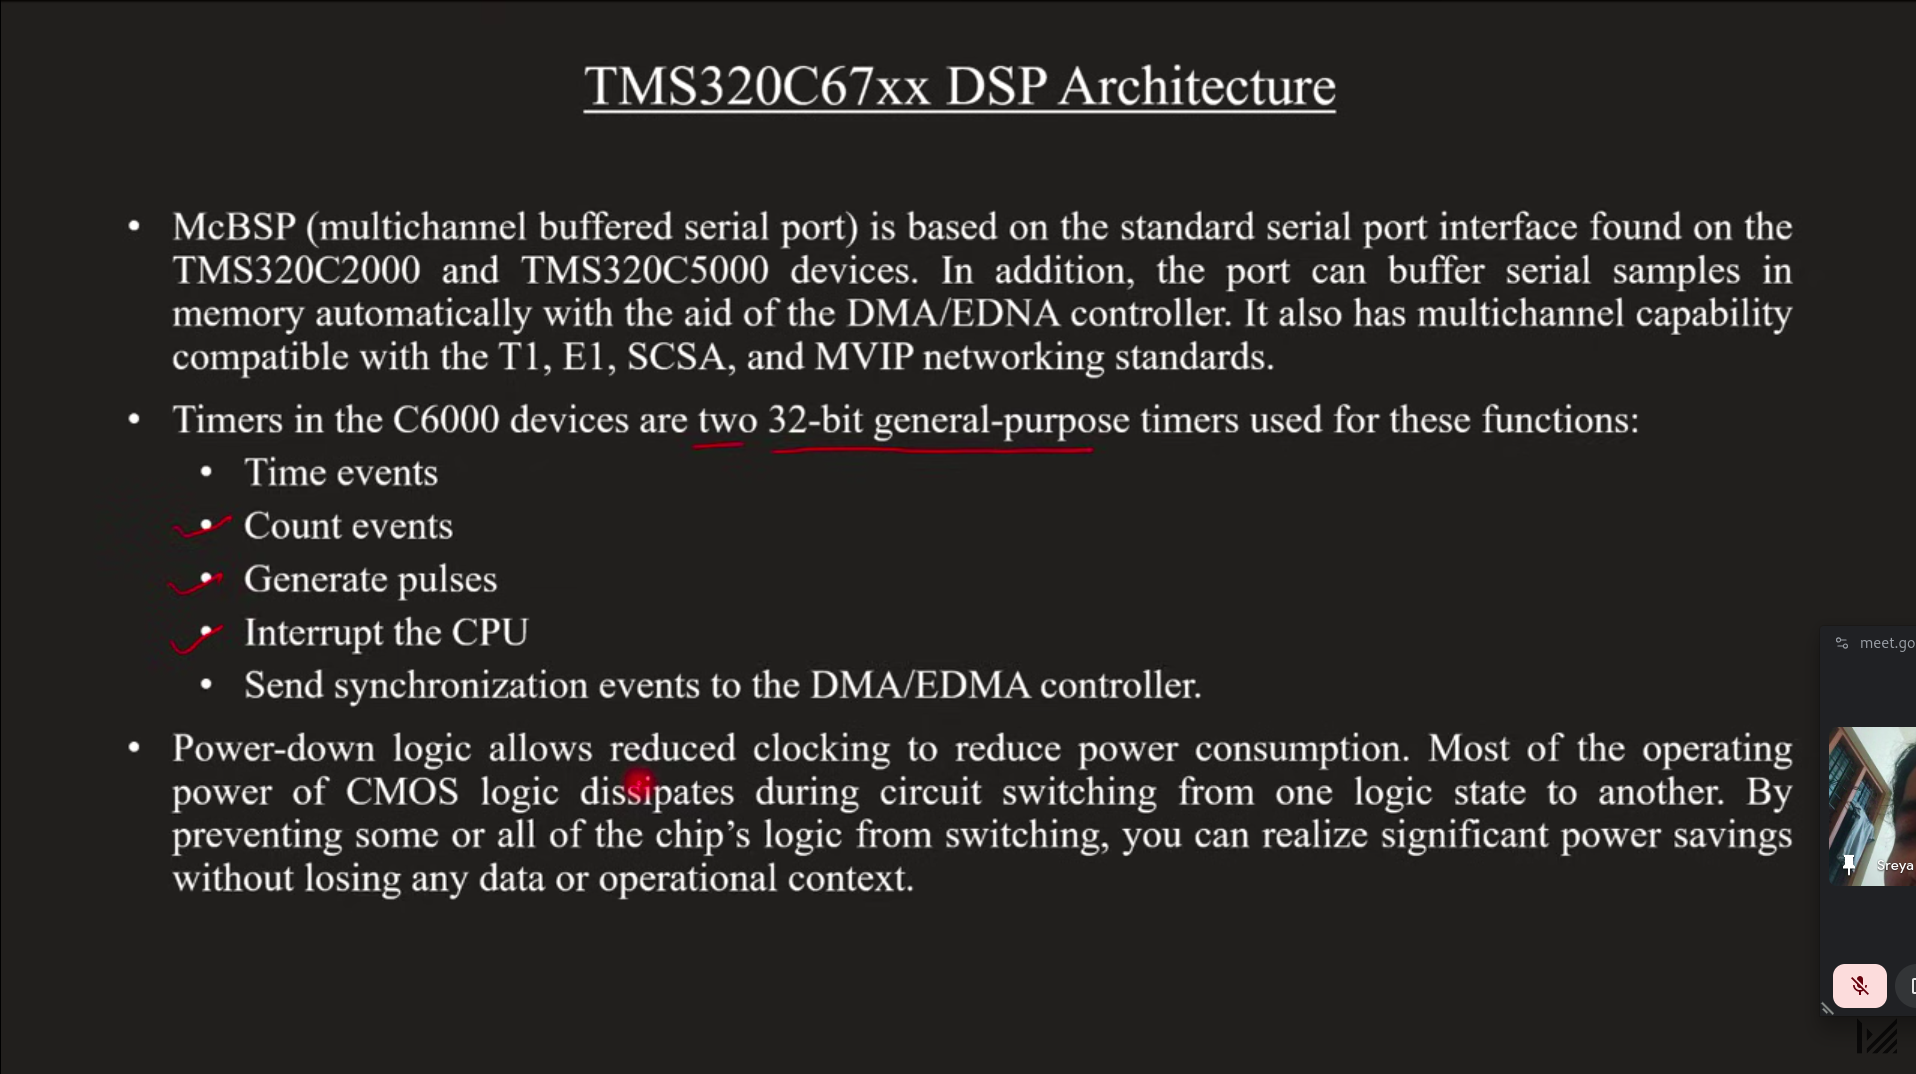 TMS320C67xx DSP Architecture
• McBSP (multichannel buffered serial port) is based on the standard serial port interface found on the
TMS320C2000 and TMS320C5000 devices. In addition, the port can buffer serial samples in
memory automatically with the aid of the DMA/EDNA controller. It also has multichannel capability
compatible with the T1, E1, SCSA, and MVIP networking standards.
• Timers in the C6000 devices are two 32-bit general-purpose timers used for these functions:
• Time events
• Count events
• Generate pulses
• Interrupt the CPU
• Send synchronization events to the DMA/EDMA controller.
• Power-down logic allows reduced clocking to reduce power consumption. Most of the operating
power of CMOS logic dissipates during circuit switching from one logic state to another. By
preventing some or all of the chip’s logic from switching, you can realize significant power savings
without losing any data or operational context.
meet.go
Sreya